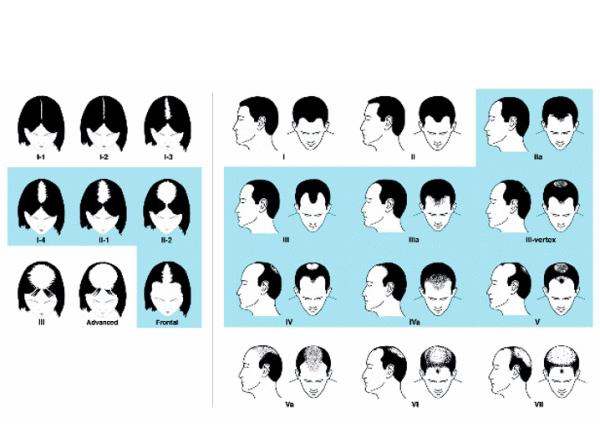 I-1 I-2 I-3
I-4 II-1 II-2
III Advanced Frontal
I II IIa
III IIIa III-vertex
IV IVa V
Va VI VII